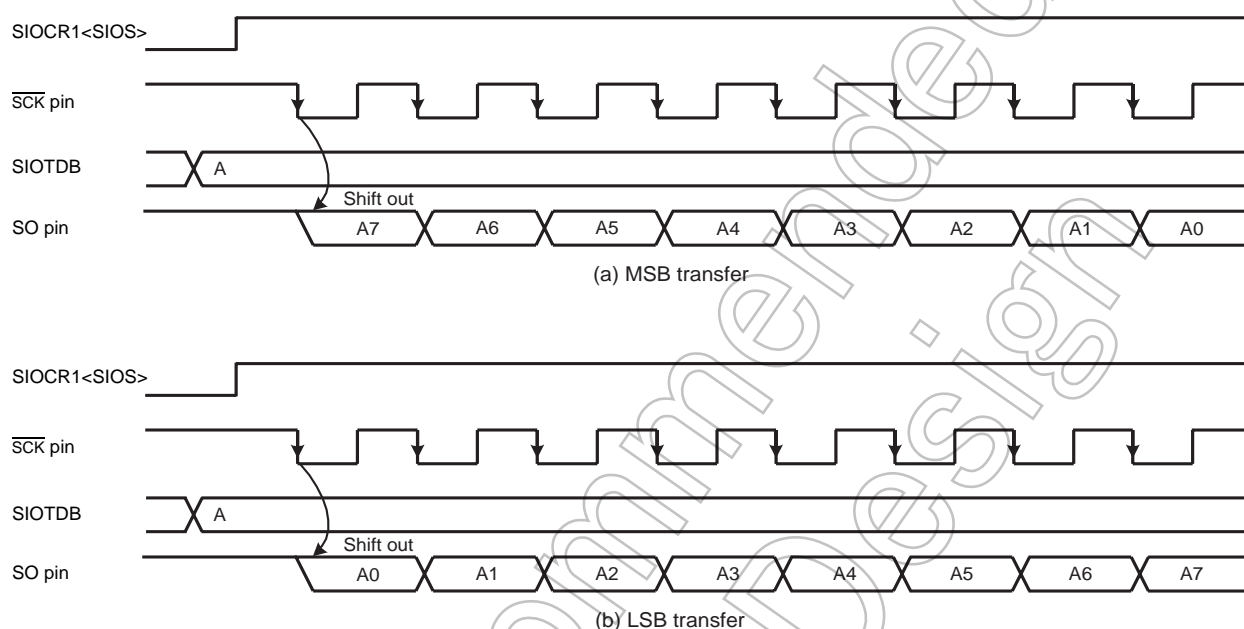 SIOCR1<SIOS>
SCK pin
SIOTDB
A
Shift out
SO pin
A7 A6 A5 A4 A3 A2 A1 A0
(a) MSB transfer
SIOCR1<SIOS>
SCK pin
SIOTDB
A
Shift out
SO pin
A0 A1 A2 A3 A4 A5 A6 A7
(b) LSB transfer
ommended
Design